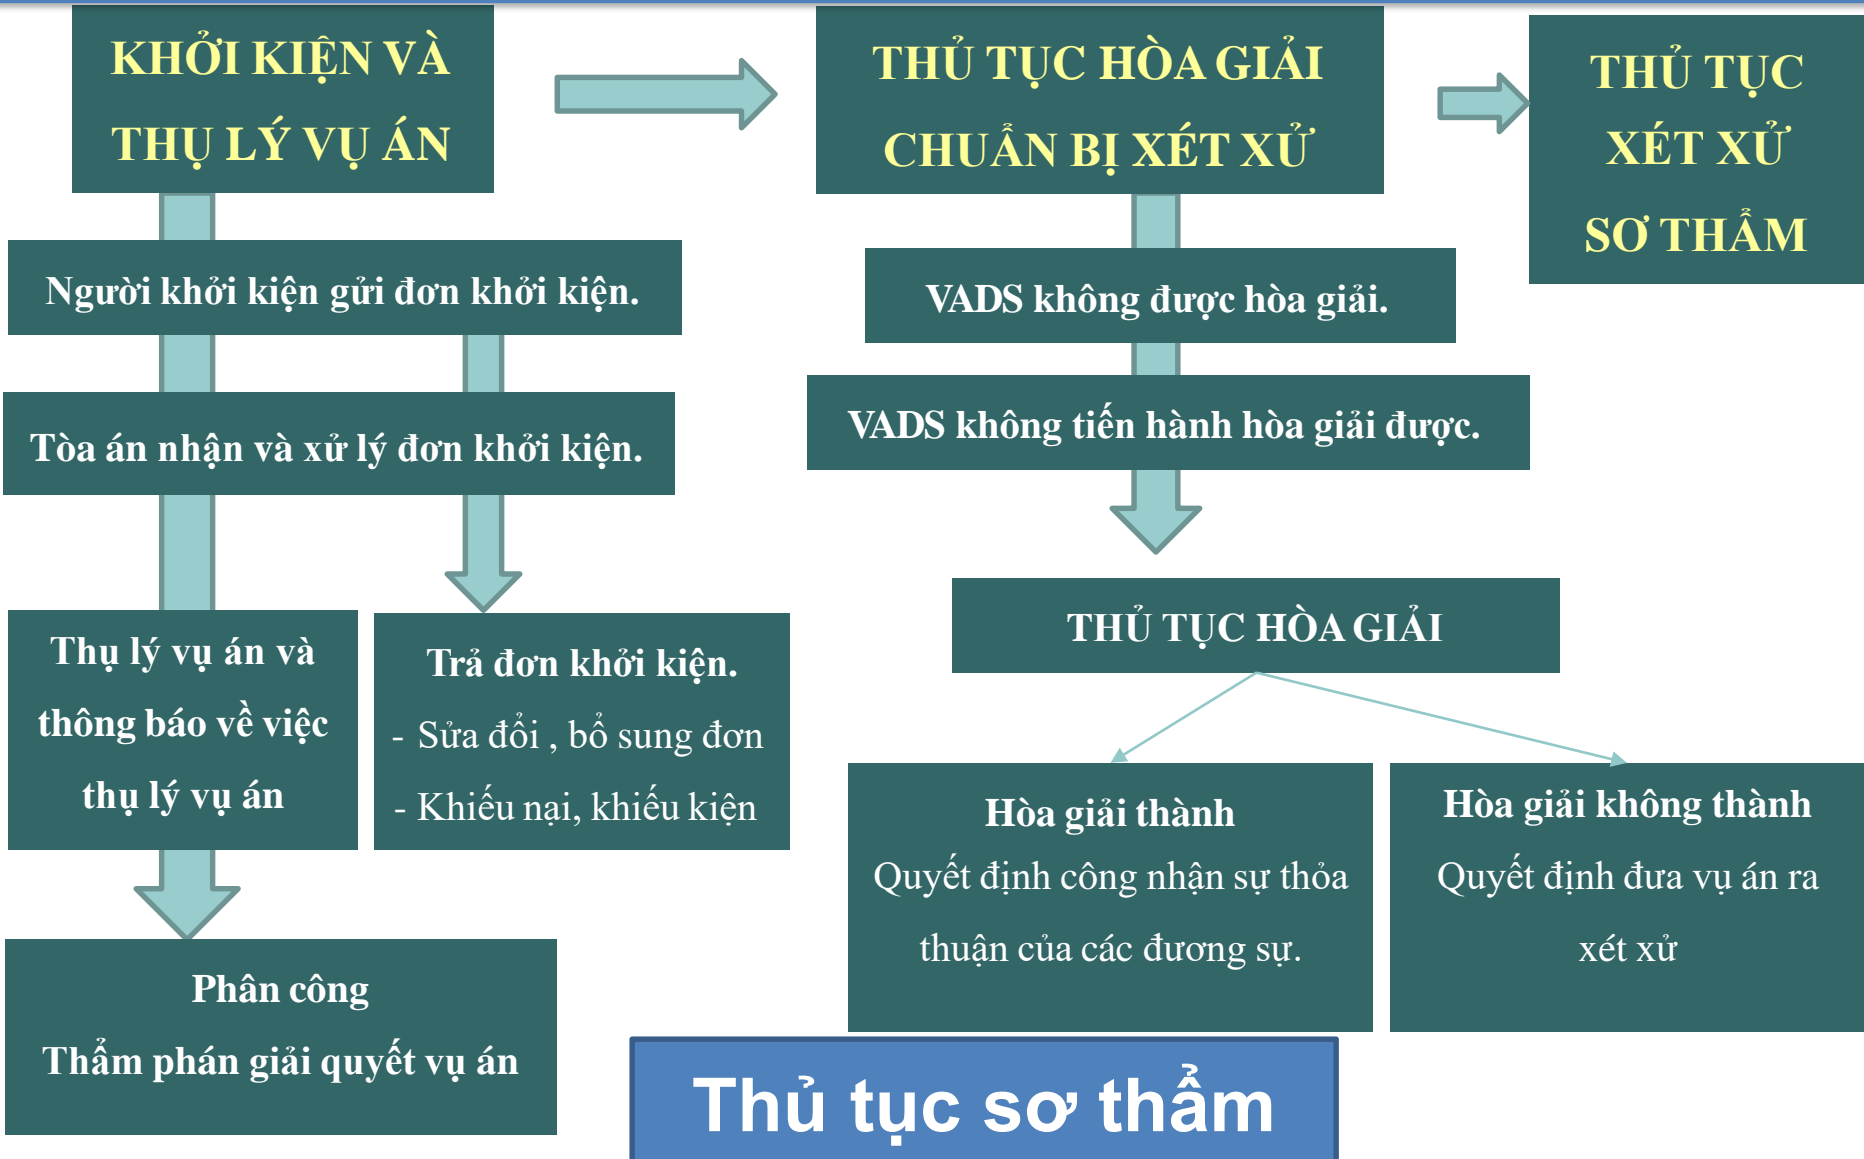 KHỞI KIỆN VÀ
THỤ LÝ VỤ ÁN
THỦ TỤC HÒA GIẢI
CHUẨN BỊ XÉT XỬ
THỦ TỤC
XÉT XỬ
SƠ THẨM
Người khởi kiện gửi đơn khởi kiện.
Tòa án nhận và xử lý đơn khởi kiện.
Thụ lý vụ án và
thông báo về việc
thụ lý vụ án
Trả đơn khởi kiện.
- Sửa đổi , bổ sung đơn
- Khiếu nại, khiếu kiện
Phân công
Thẩm phán giải quyết vụ án
VADS không được hòa giải.
VADS không tiến hành hòa giải được.
THỦ TỤC HÒA GIẢI
Hòa giải thành
Quyết định công nhận sự thỏa
thuận của các đương sự.
Hòa giải không thành
Quyết định đưa vụ án ra
xét xử
Thủ tục sơ thẩm